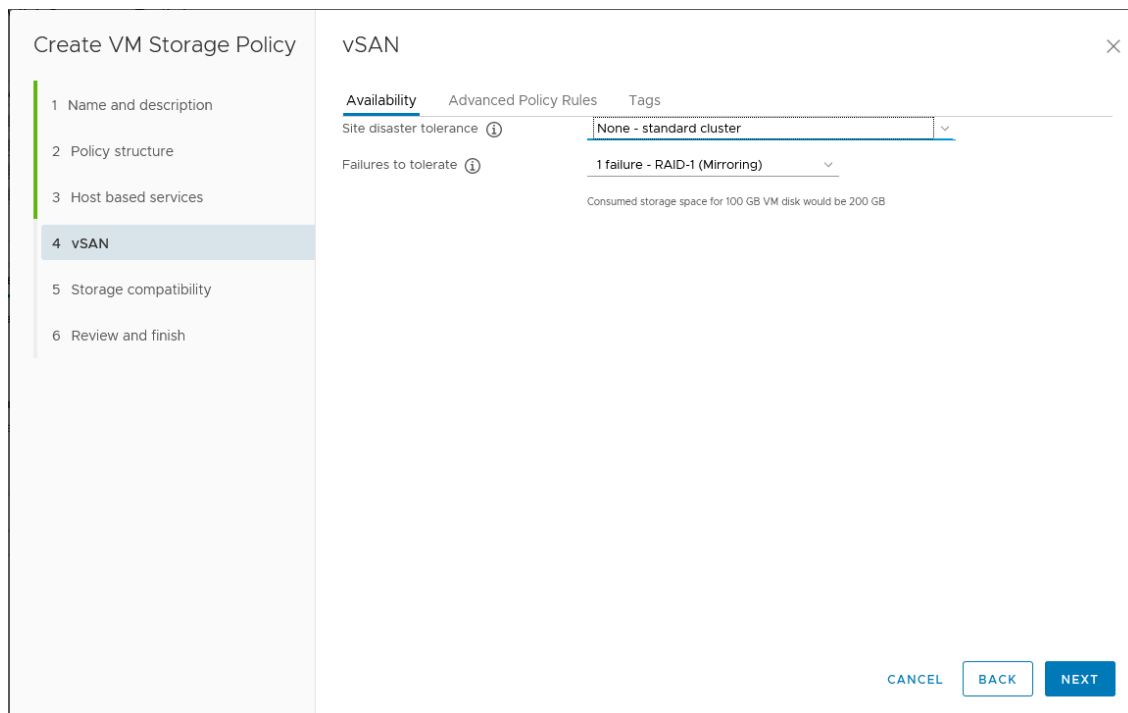 Create VM Storage Policy
1 Name and description
2 Policy structure
3 Host based services
4 vSAN
5 Storage compatibility
6 Review and finish
vSAN
Availability Advanced Policy Rules Tags
Site disaster tolerance None - standard cluster
Failures to tolerate 1 failure - RAID-1 (Mirroring)
Consumed storage space for 100 GB VM disk would be 200 GB
CANCEL BACK NEXT